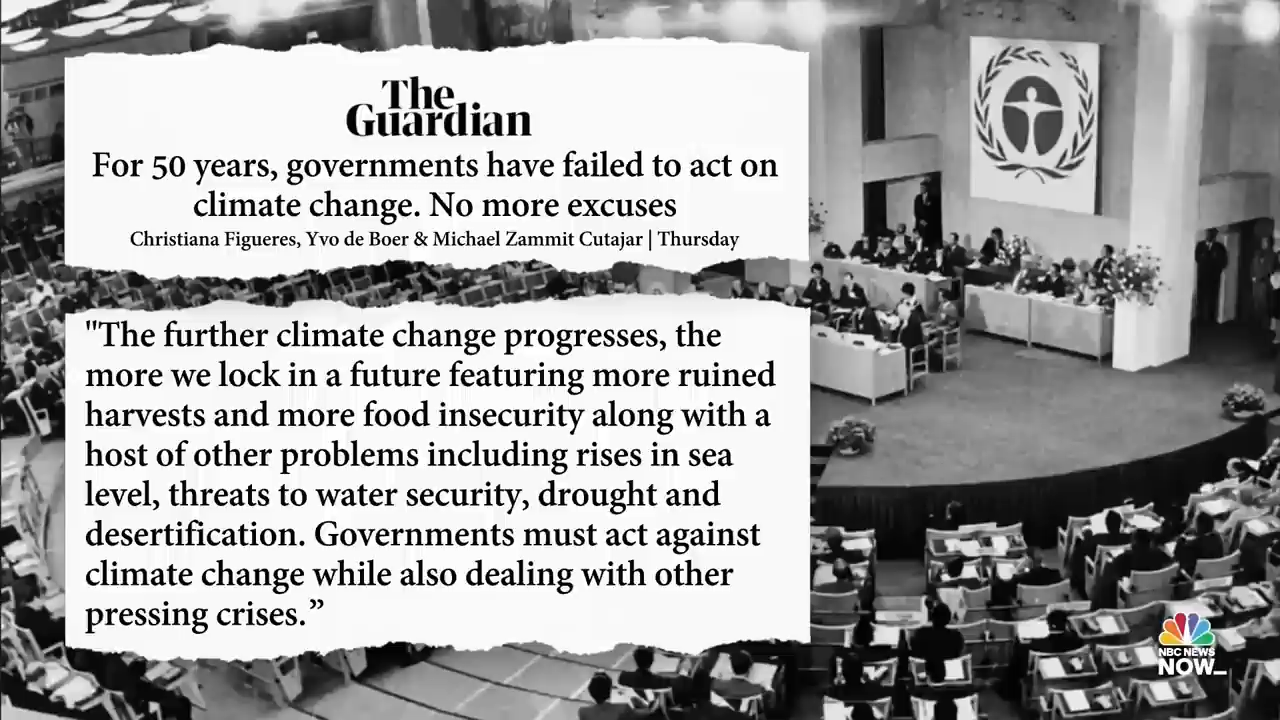 The
Guardian
For 50 years, governments have failed to act on
climate change. No more excuses
Christiana Figueres, Yvo de Boer & Michael Zammit Cutajar | Thursday
"The further climate change progresses, the
more we lock in a future featuring more ruined
harvests and more food insecurity along with a
host of other problems including rises in sea
level, threats to water security, drought and
desertification. Governments must act against
climate change while also dealing with other
pressing crises.”
NBC NEWS
NOW_